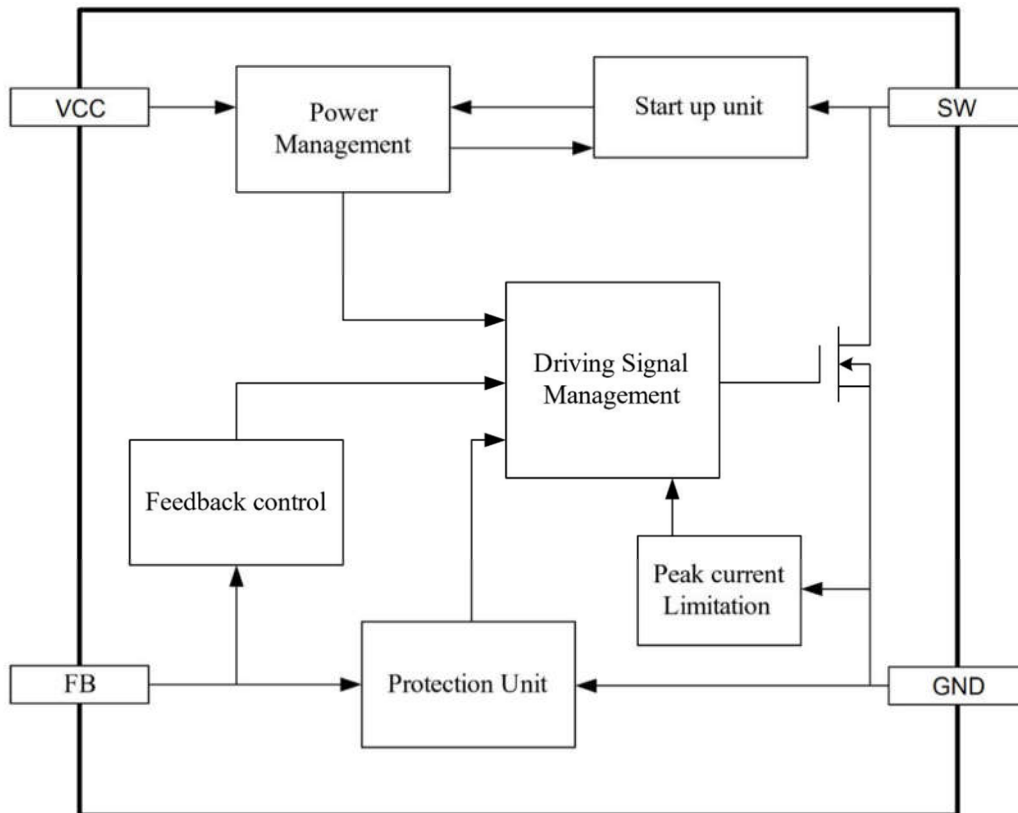 VCC
Power
Management
Start up unit
SW
Driving Signal
Management
Feedback control
Peak current
Limitation
FB
Protection Unit
GND